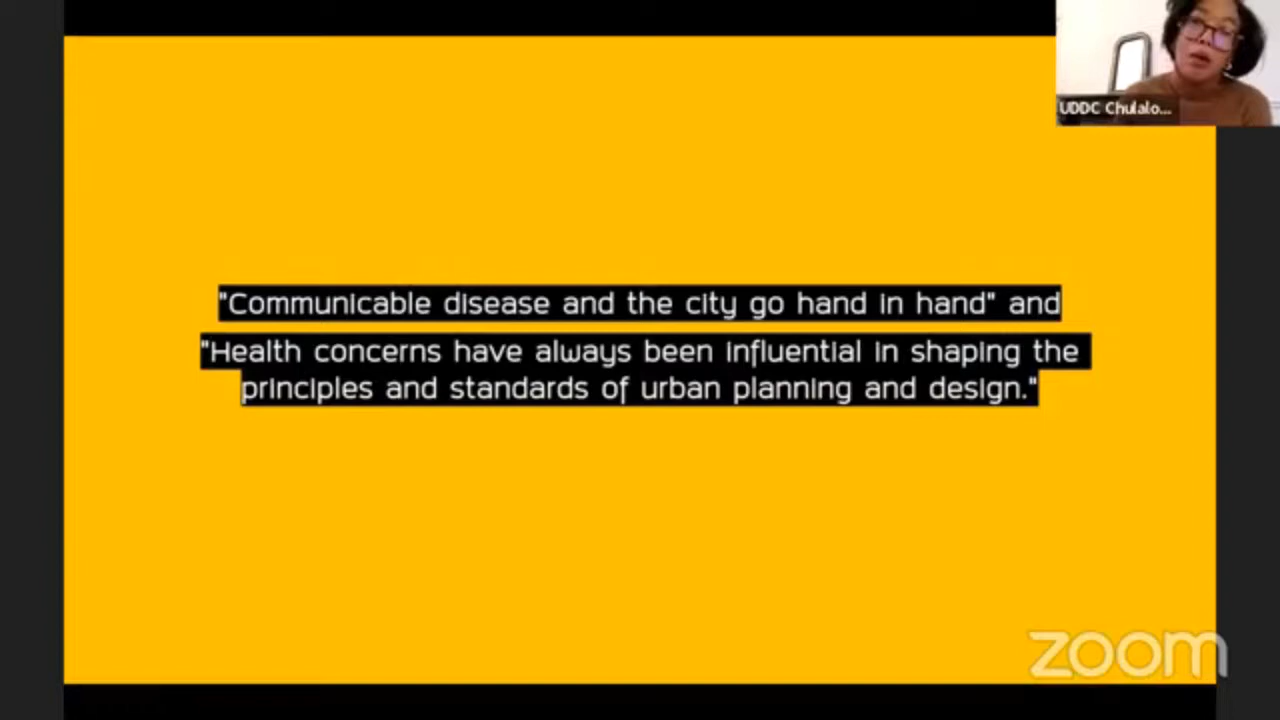 UDDC Chulalo...
"Communicable disease and the city go hand in hand" and
"Health concerns have always been influential in shaping the
principles and standards of urban planning and design."
zoom